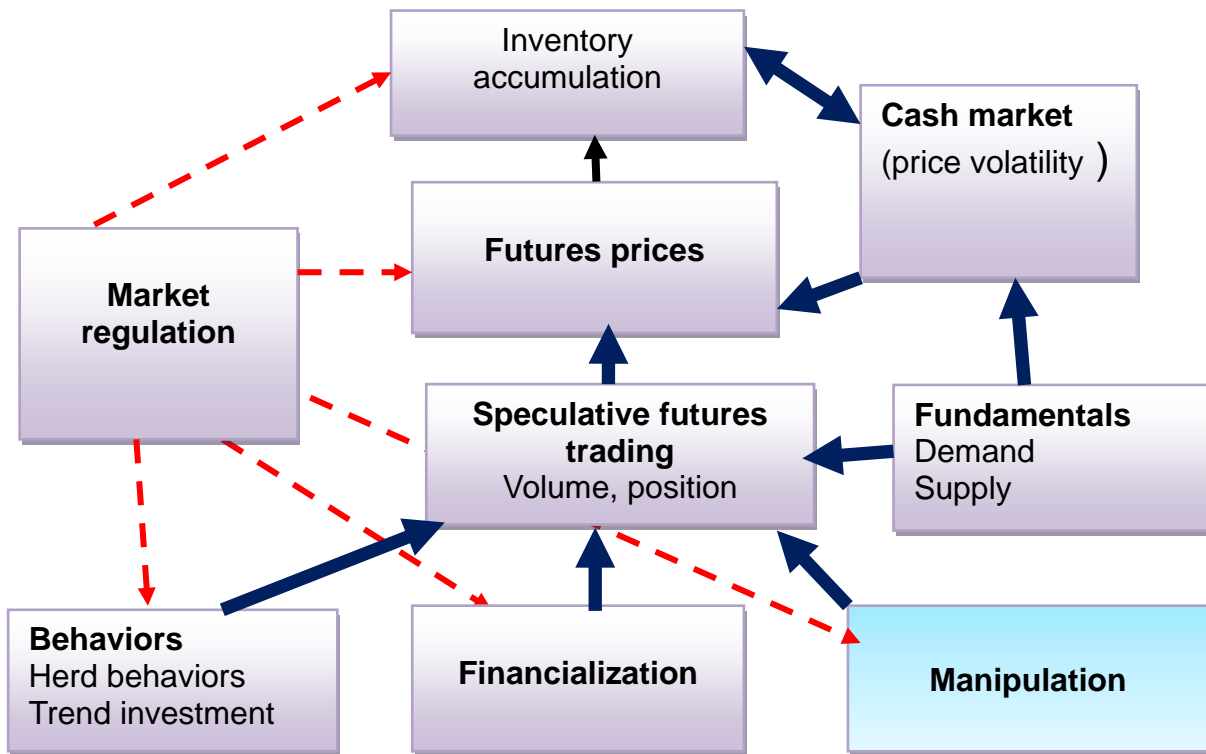 Inventory
accumulation
Cash market
(price volatility )
Futures prices
Market
regulation
Speculative futures
trading
Volume, position
Fundamentals
Demand
Supply
Behaviors
Herd behaviors
Trend investment
Financialization
Manipulation